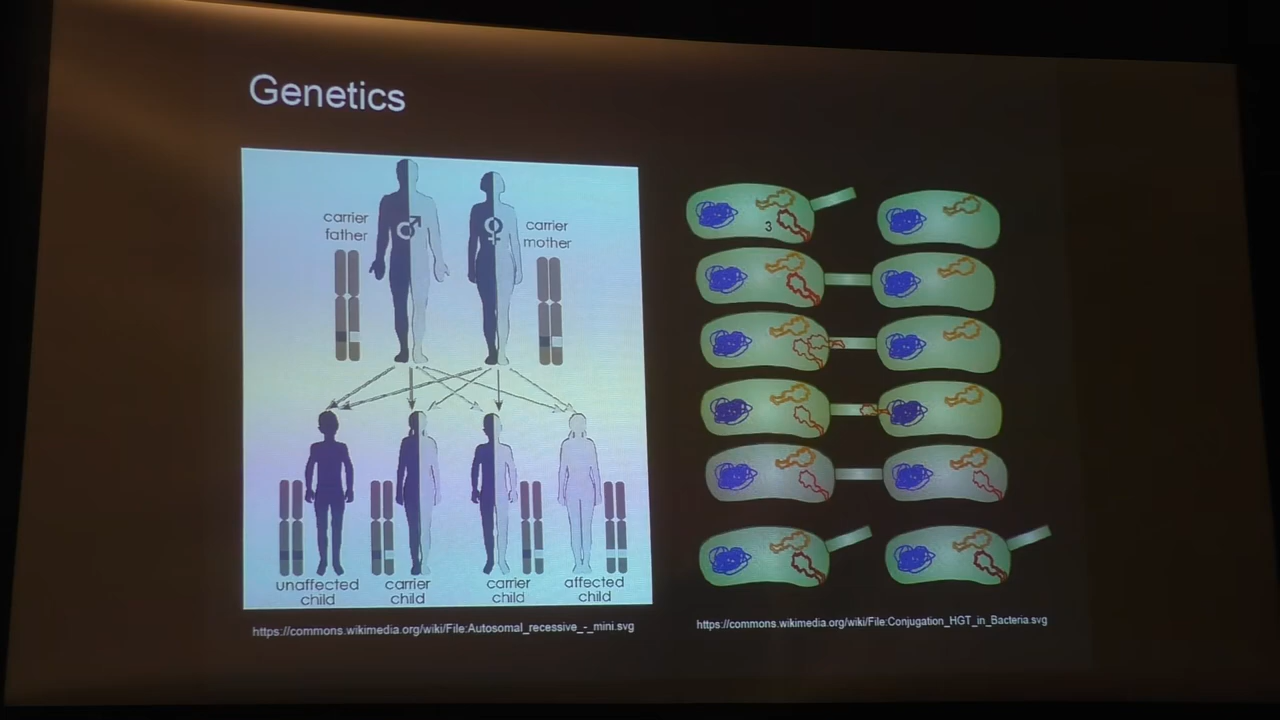 Genetics
carrier
father
♂
♀
carrier
mother
unaffected
child
carrier
child
carrier
child
affected
child
https://commons.wikimedia.org/wiki/File:Autosomal_recessive_-_mini.svg
3
https://commons.wikimedia.org/wiki/File:Conjugation_HGT_in_Bacteria.svg